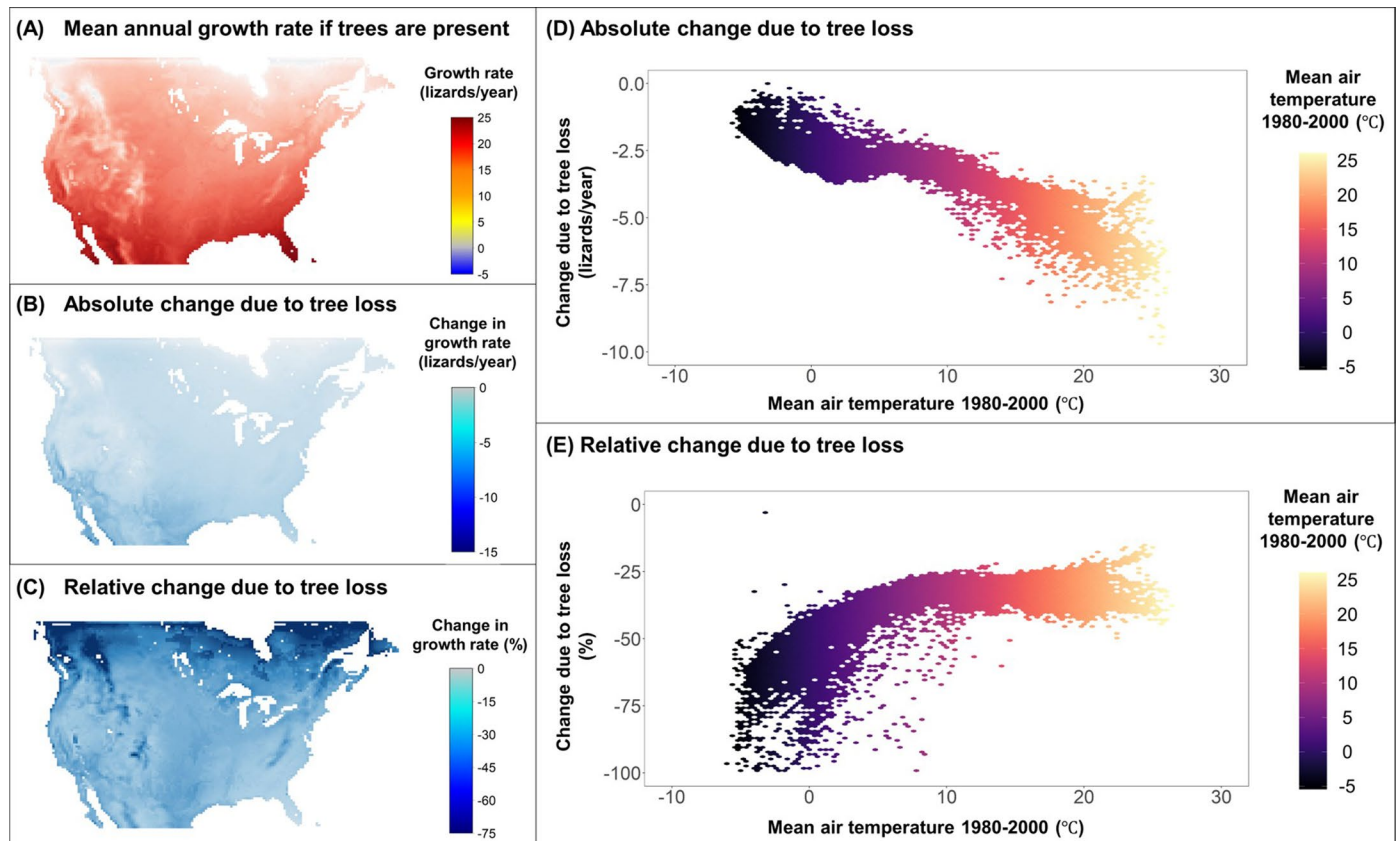 (A) Mean annual growth rate if trees are present
Growth rate
(lizards/year)
25
20
15
10
5
0
-5
(B) Absolute change due to tree loss
Change in
growth rate
(lizards/year)
0
-5
-10
-15
(C) Relative change due to tree loss
Change in
growth rate (%)
0
-15
-30
-45
-60
-75
(D) Absolute change due to tree loss
Change due to tree loss
(lizards/year)
0.0
-2.5
-5.0
-7.5
-10.0
-10 0 10 20 30
Mean air temperature 1980-2000 (℃)
Mean air
temperature
1980-2000 (℃)
25
20
15
10
5
0
-5
(E) Relative change due to tree loss
Change due to tree loss
(%)
0
-25
-50
-75
-100
-10 0 10 20 30
Mean air temperature 1980-2000 (℃)
Mean air
temperature
1980-2000 (℃)
25
20
15
10
5
0
-5